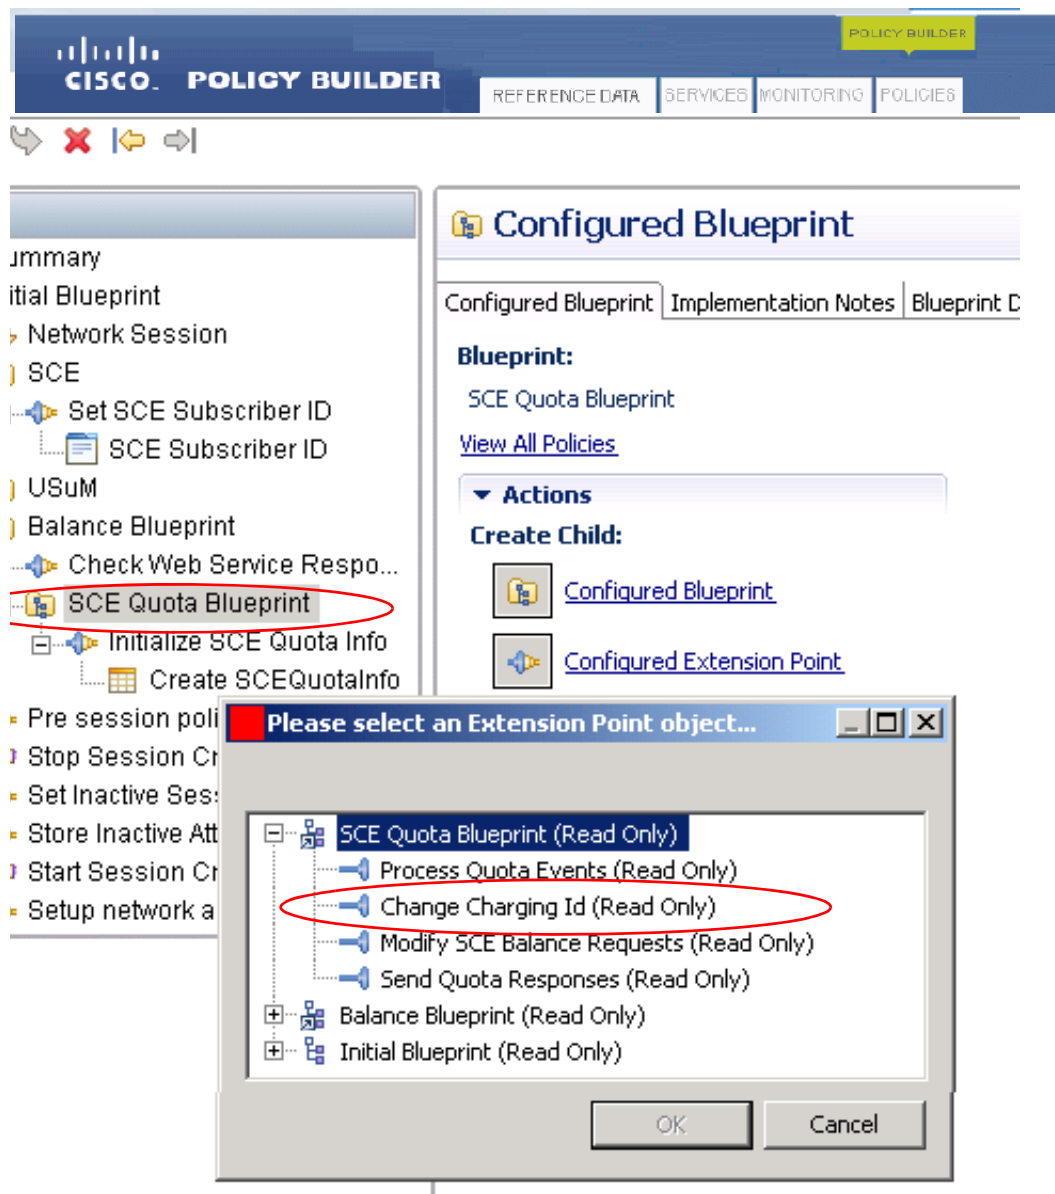 POLICY BUILDER
CISCO. POLICY BUILDER
REFERENCE DATA SERVICES MONITORING POLICIES
Configured Blueprint
ummary
itial Blueprint
Configured Blueprint Implementation Notes Blueprint D
Network Session
Blueprint:
SCE
SCE Quota Blueprint
Set SCE Subscriber ID
View All Policies
SCE Subscriber ID
USuM
Actions
Balance Blueprint
Create Child:
Check Web Service Respo...
Configured Blueprint
SCE Quota Blueprint
Initialize SCE Quota Info
Configured Extension Point
Create SCEQuotaInfo
Pre session poli
Please select an Extension Point object...
Stop Session Cr
Set Inactive Ses
Store Inactive Att
SCE Quota Blueprint (Read Only)
Start Session Cr
Process Quota Events (Read Only)
Setup network a
Change Charging Id (Read Only)
Modify SCE Balance Requests (Read Only)
Send Quota Responses (Read Only)
Balance Blueprint (Read Only)
Initial Blueprint (Read Only)
OK Cancel